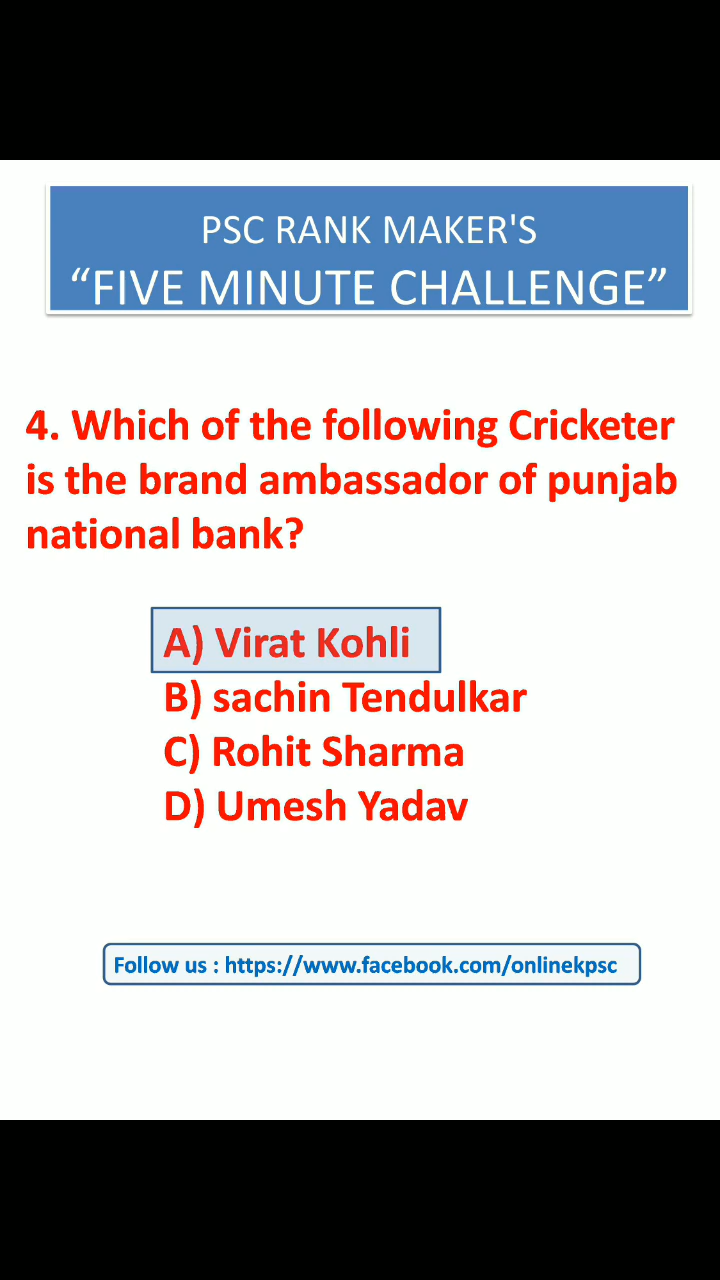 PSC RANK MAKER'S
“FIVE MINUTE CHALLENGE”
4. Which of the following Cricketer
is the brand ambassador of punjab
national bank?
A) Virat Kohli
B) sachin Tendulkar
C) Rohit Sharma
D) Umesh Yadav
Follow us : https://www.facebook.com/onlinekpsc